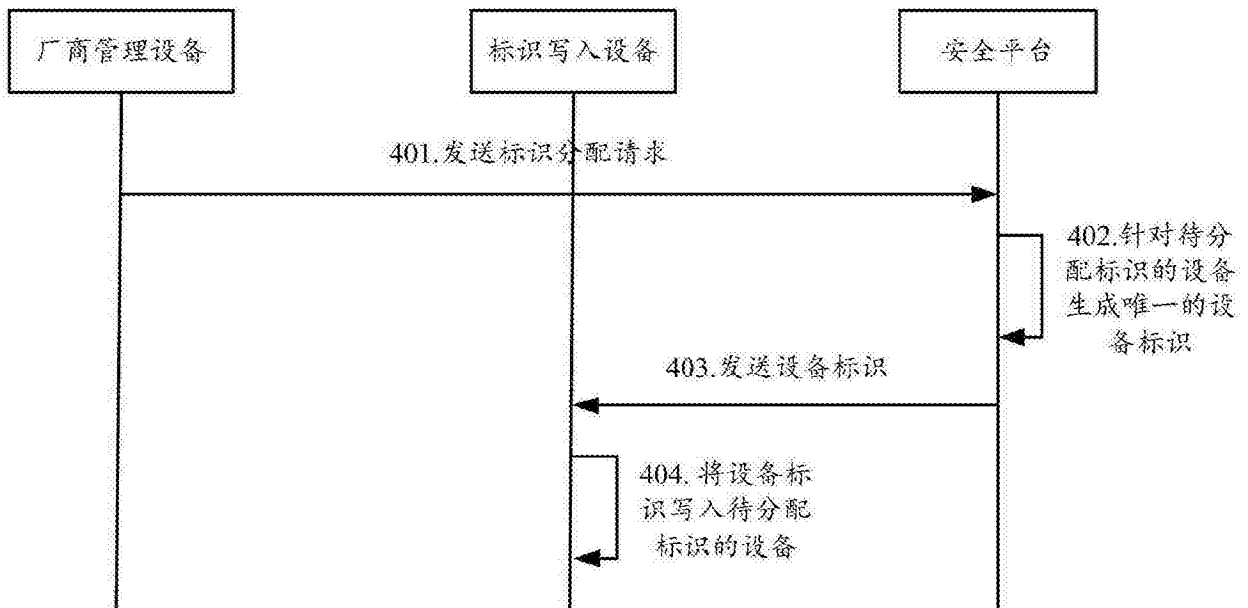 厂商管理设备
标识写入设备
安全平台
401.发送标识分配请求
402.针对待分
配标识的设备
生成唯一的设
备标识
403.发送设备标识
404. 将设备标
识写入待分配
标识的设备